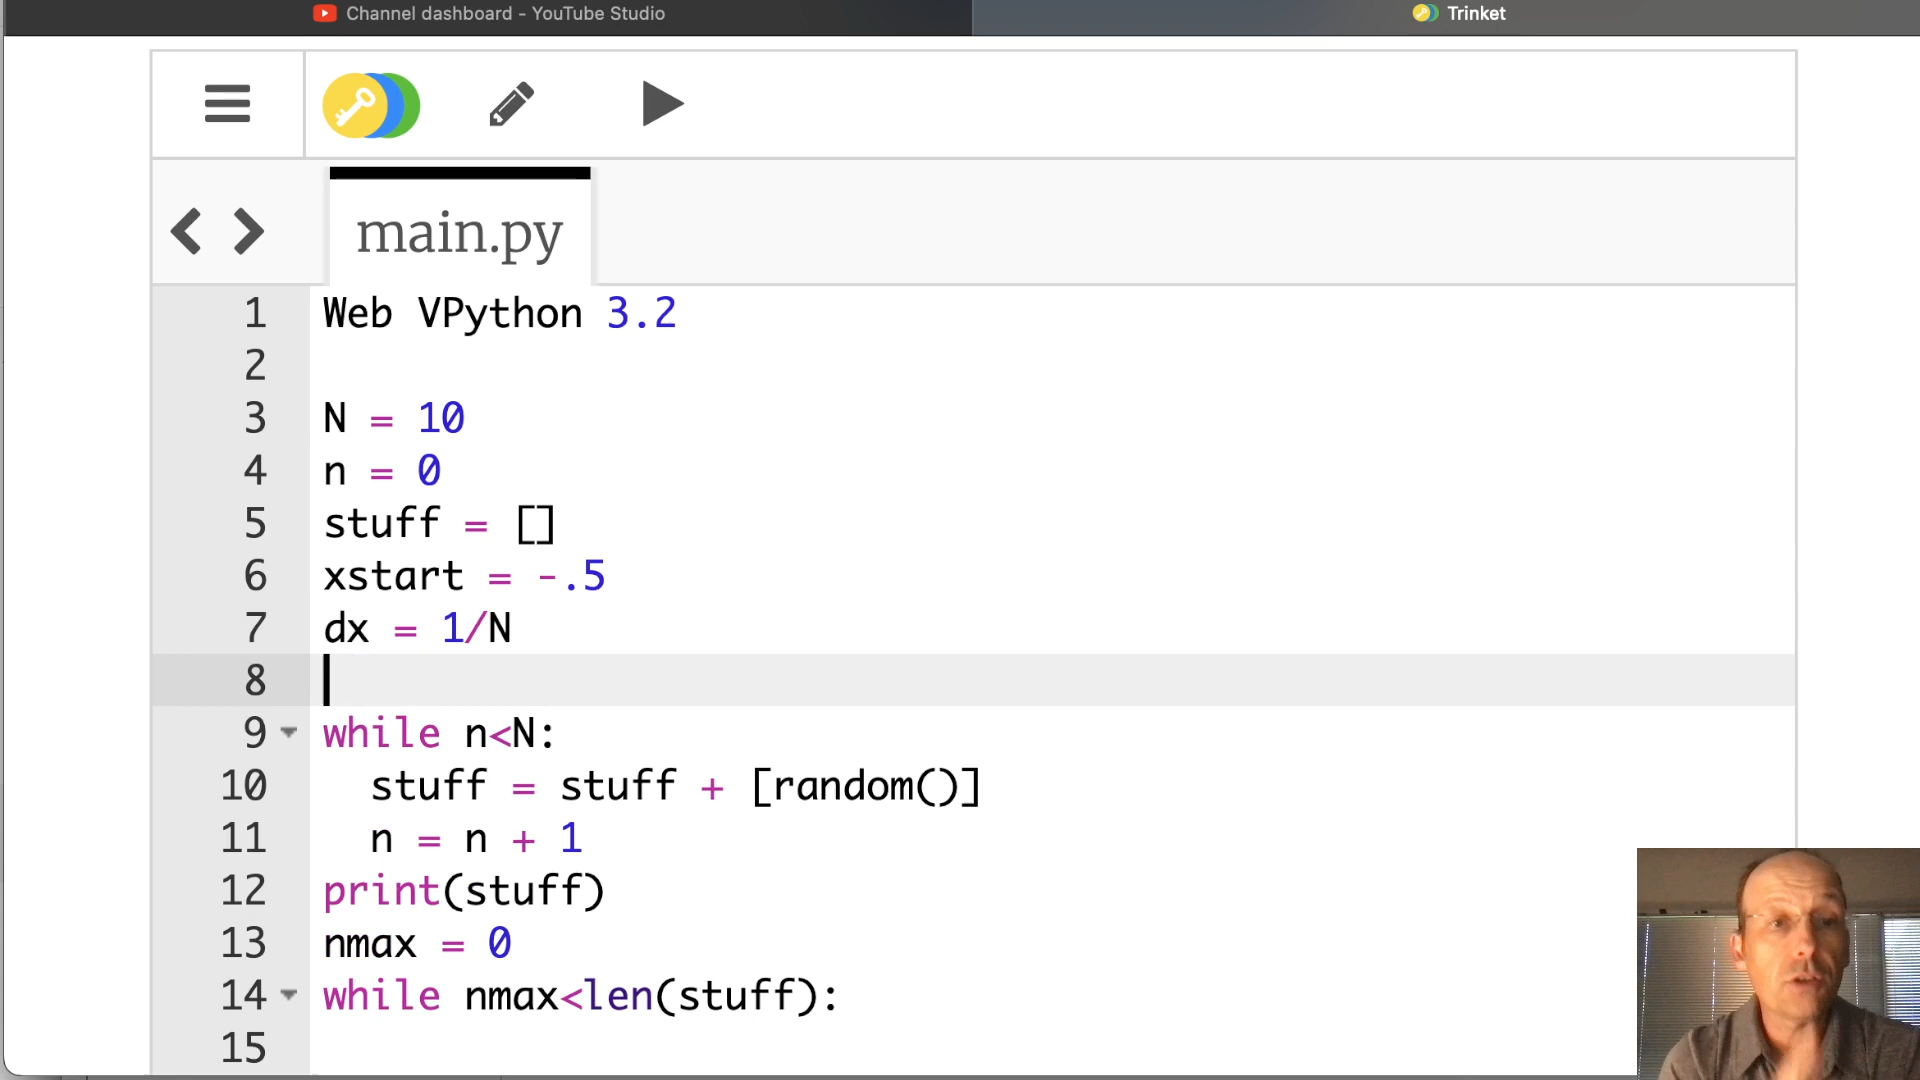 Channel dashboard - YouTube Studio
Trinket
main.py
1 Web VPython 3.2
2
3 N = 10
4 n = 0
5 stuff = []
6 xstart = -.5
7 dx = 1/N
8
9 while n<N:
10 stuff = stuff + [random()]
11 n = n + 1
12 print(stuff)
13 nmax = 0
14 while nmax<len(stuff):
15